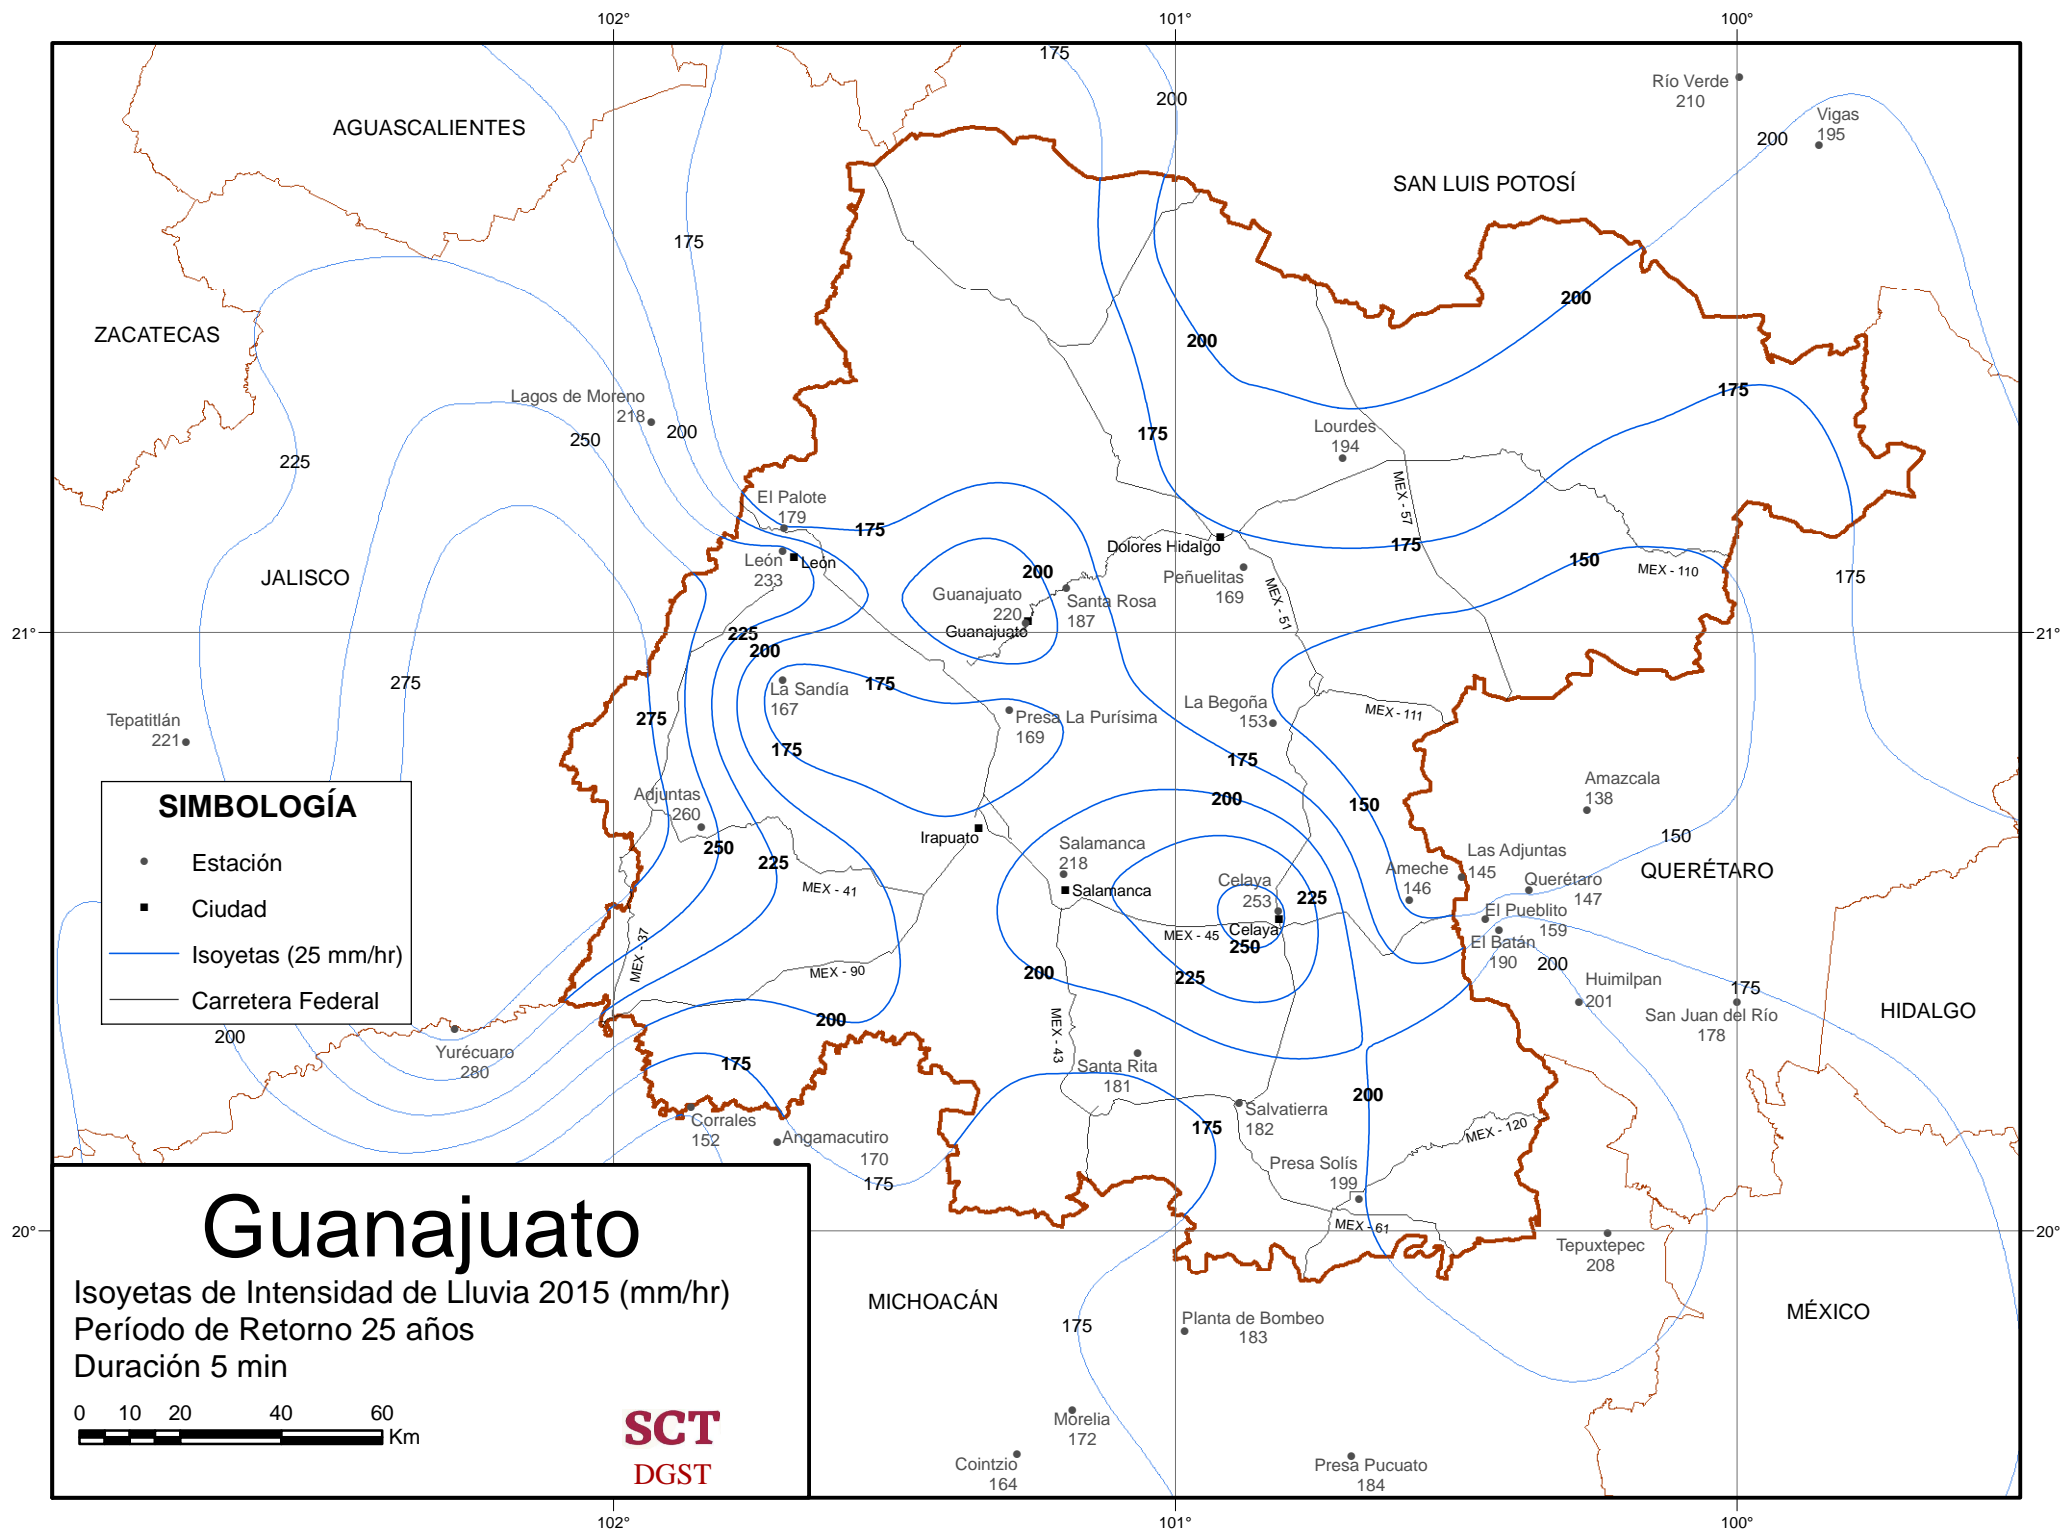 102°
101°
100°
175
200
Río Verde
210
Vigas
195
200
AGUASCALIENTES
SAN LUIS POTOSÍ
175
200
ZACATECAS
200
175
Lagos de Moreno
218
200
250
175
Lourdes
194
225
El Palote
179
175
MEX - 57
175
Dolores Hidalgo
150
MEX - 110
León
233
León
200
JALISCO
Peñuelitas
169
175
Guanajuato
220
Santa Rosa
187
MEX - 51
Guanajuato
21°
21°
225
200
275
La Sandía
167
175
Tepatitlán
221
275
Presa La Purísima
169
La Begoña
153
MEX - 111
175
175
SIMBOLOGÍA
Estación
Ciudad
Isoyetas (25 mm/hr)
Carretera Federal
Adjuntas
260
200
150
Amazcala
138
Irapuato
150
250
225
Salamanca
218
Salamanca
Las Adjuntas
145
Ameche
146
QUERÉTARO
MEX - 41
Celaya
253
225
Querétaro
147
El Pueblito
159
MEX - 45
Celaya
250
El Batán
190
MEX - 37
MEX - 90
200
225
200
Huimilpan
201
175
San Juan del Río
178
HIDALGO
200
200
MEX - 43
Yurécuaro
280
175
Santa Rita
181
200
Corrales
152
Angamacutiro
170
175
Salvatierra
182
MEX - 120
175
Presa Solís
199
20°
20°
MEX - 61
Tepuxtepec
208
Guanajuato
Isoyetas de Intensidad de Lluvia 2015 (mm/hr)
Período de Retorno 25 años
Duración 5 min
0 10 20 40 60
Km
SCT
DGST
MICHOACÁN
175
Planta de Bombeo
183
MÉXICO
Morelia
172
Cointzio
164
Presa Pucuato
184
102°
101°
100°